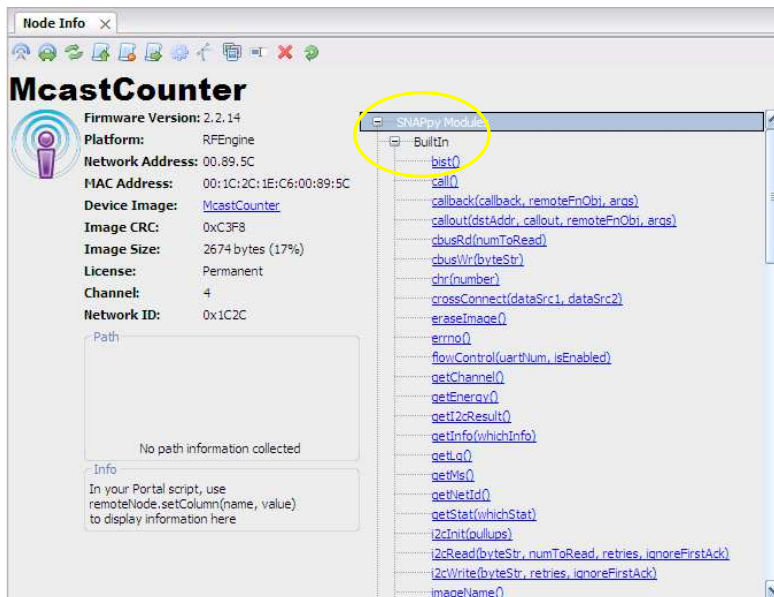 Node Info
McastCounter
Firmware Version: 2.2.14
Platform: RFEngine
Network Address: 00.89.5C
MAC Address: 00:1C:2C:1E:C6:00:89:5C
Device Image: McastCounter
Image CRC: 0xC3F8
Image Size: 2674 bytes (17%)
License: Permanent
Channel: 4
Network ID: 0x1C2C
Path
No path information collected
Info
In your Portal script, use
remoteNode.setColumn(name, value)
to display information here
SNAPpy Modules
BuiltIn
bist()
call()
callback(callback, remoteFnObj, args)
callout(dstAddr, callout, remoteFnObj, args)
cbusRd(numToRead)
cbusWr(byteStr)
chr(number)
crossConnect(dataSrc1, dataSrc2)
eraseImage()
errno()
flowControl(uartNum, isEnabled)
getChannel()
getEnergy()
getI2cResult()
getInfo(whichInfo)
getLq()
getMs()
getNetId()
getStat(whichStat)
i2cInit(pullups)
i2cRead(byteStr, numToRead, retries, ignoreFirstAck)
i2cWrite(byteStr, retries, ignoreFirstAck)
imageName()